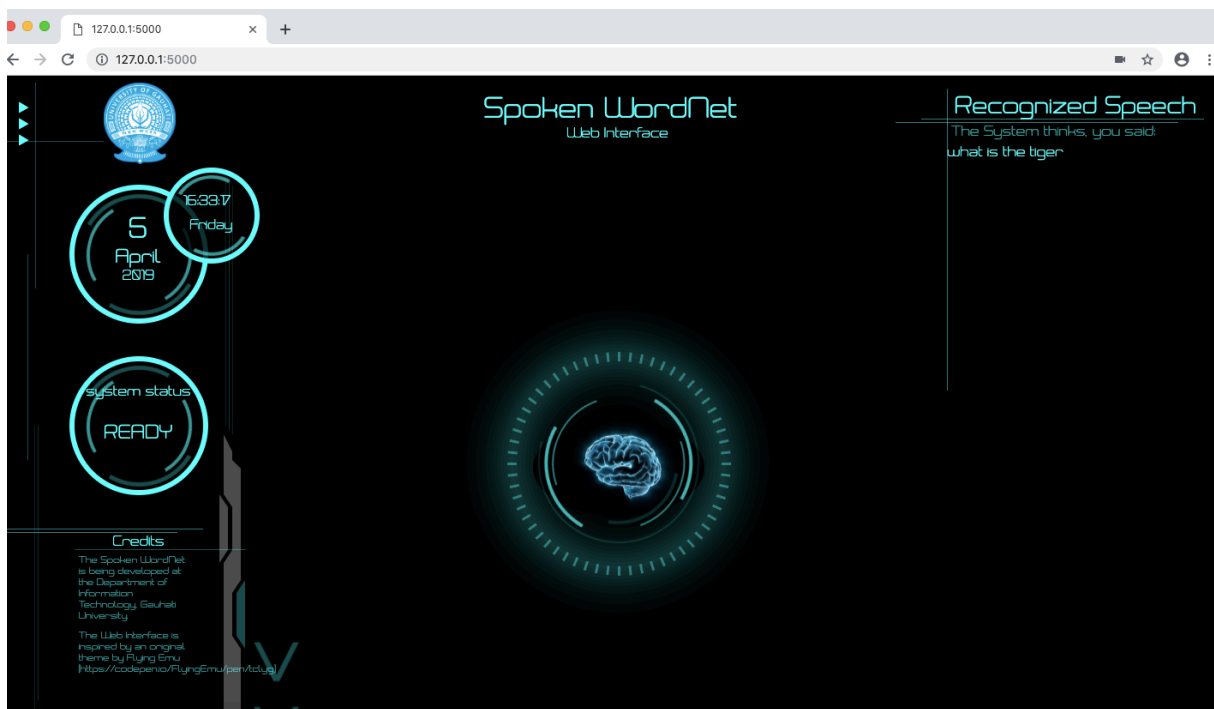 127.0.0.1:5000
127.0.0.1:5000
UNIVERSITY OF GAUHATI
Spoken WordNet
Web Interface
Recognized Speech
The System thinks, you said:
what is the tiger
16:33:17
Friday
5
April
2019
system status
READY
Credits
The Spoken WordNet
is being developed at
the Department of
Information
Technology, Gauhati
University
The Web Interface is
inspired by an original
theme by Flying Emu
[https://codepen.io/FlyingEmu/pen/tclyg]